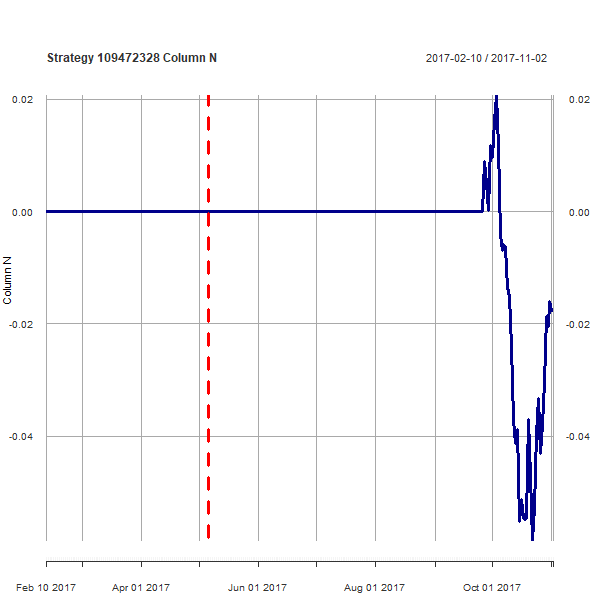 Strategy 109472328 Column N
2017-02-10 / 2017-11-02
0.02
0.02
0.00
0.00
Column N
-0.02
-0.02
-0.04
-0.04
Feb 10 2017
Apr 01 2017
Jun 01 2017
Aug 01 2017
Oct 01 2017